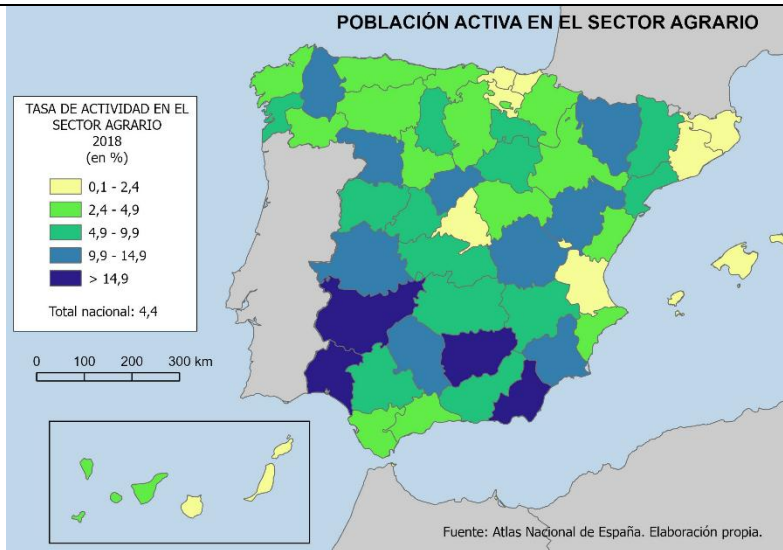 POBLACIÓN ACTIVA EN EL SECTOR AGRARIO
TASA DE ACTIVIDAD EN EL
SECTOR AGRARIO
2018
(en %)
0,1 - 2,4
2,4 - 4,9
4,9 - 9,9
9,9 - 14,9
> 14,9
Total nacional: 4,4
0 100 200 300 km
Fuente: Atlas Nacional de España. Elaboración propia.